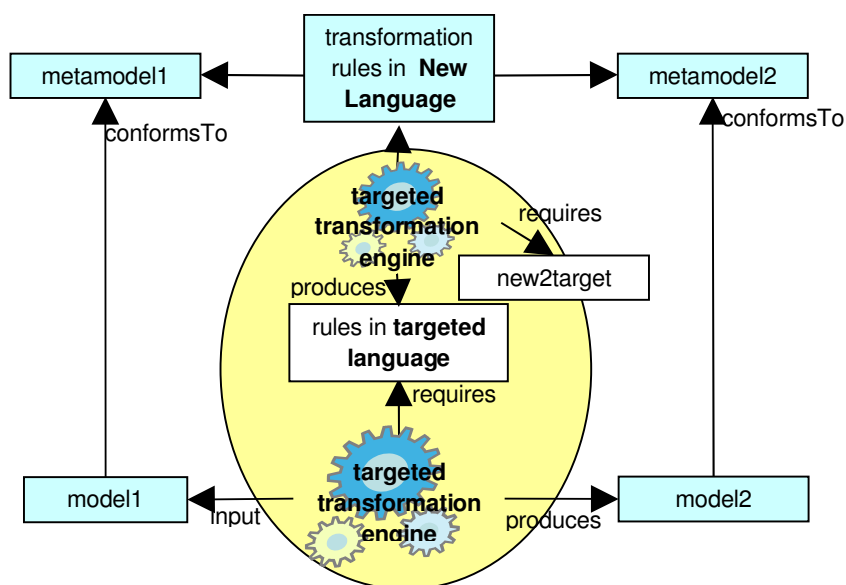 transformation
rules in New
Language
metamodel1
metamodel2
conformsTo
conformsTo
targeted
transformation
engine
requires
new2target
produces
rules in targeted
language
requires
targeted
transformation
engine
model1
input
produces
model2